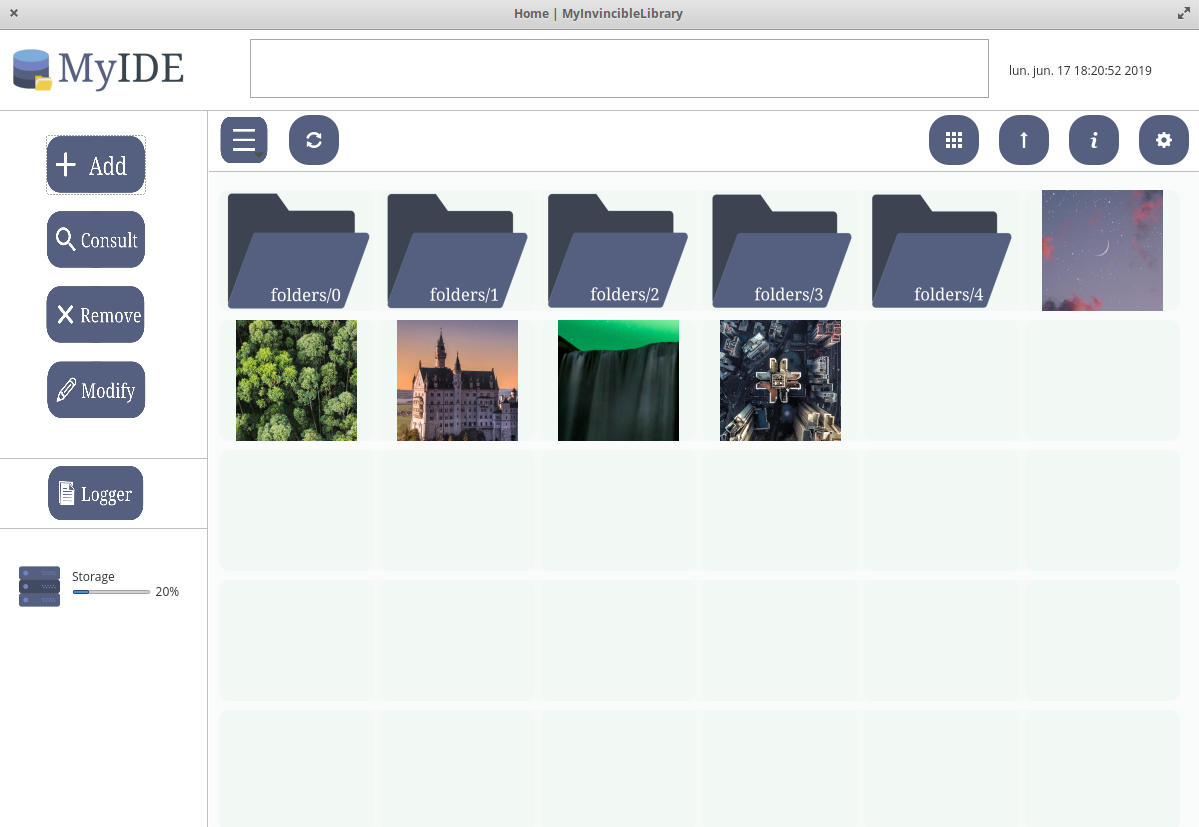 Home | MyInvincibleLibrary
MyIDE
lun. jun. 17 18:20:52 2019
Add
Consult
Remove
Modify
Logger
Storage
20%
folders/0
folders/1
folders/2
folders/3
folders/4